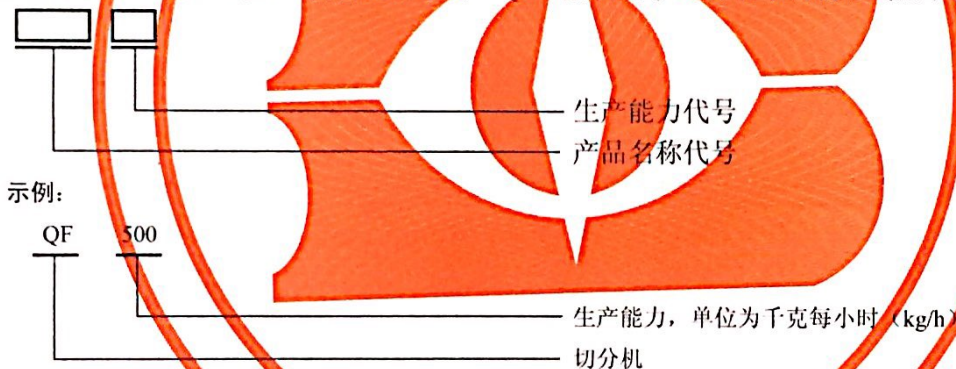 生产能力代号
产品名称代号
示例：
QF 500
生产能力，单位为千克每小时（kg/h）
切分机